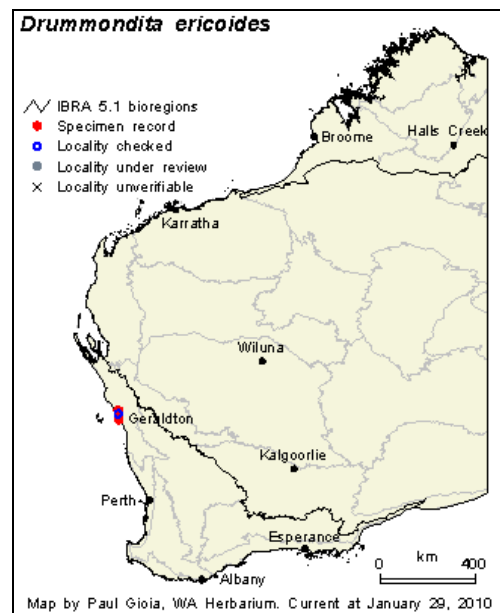 Drummondita ericoides
IBRA 5.1 bioregions
Specimen record
Locality checked
Locality under review
Locality unverifiable
Broome
Halls Creek
Karratha
Wiluna
Geraldton
Kalgoorlie
Perth
Esperance
Albany
km
0 400
Map by Paul Gioia, WA Herbarium. Current at January 29, 2010